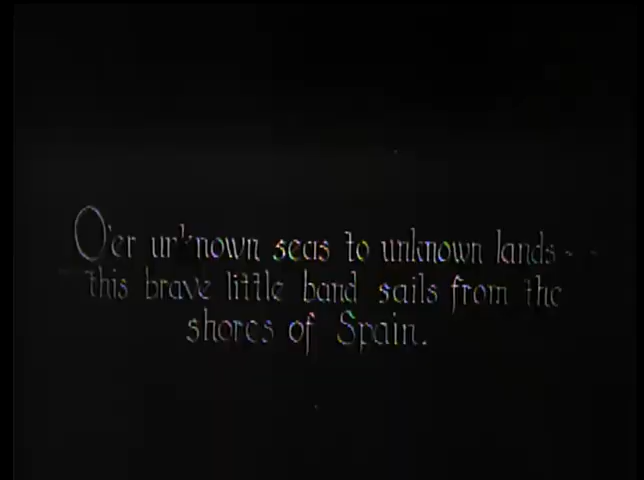 O'er unknown seas to unknown lands - -
this brave little band sails from the
shores of Spain.